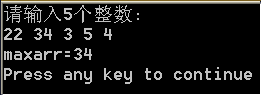 请输入5个整数:
22 34 3 5 4
maxarr=34
Press any key to continue